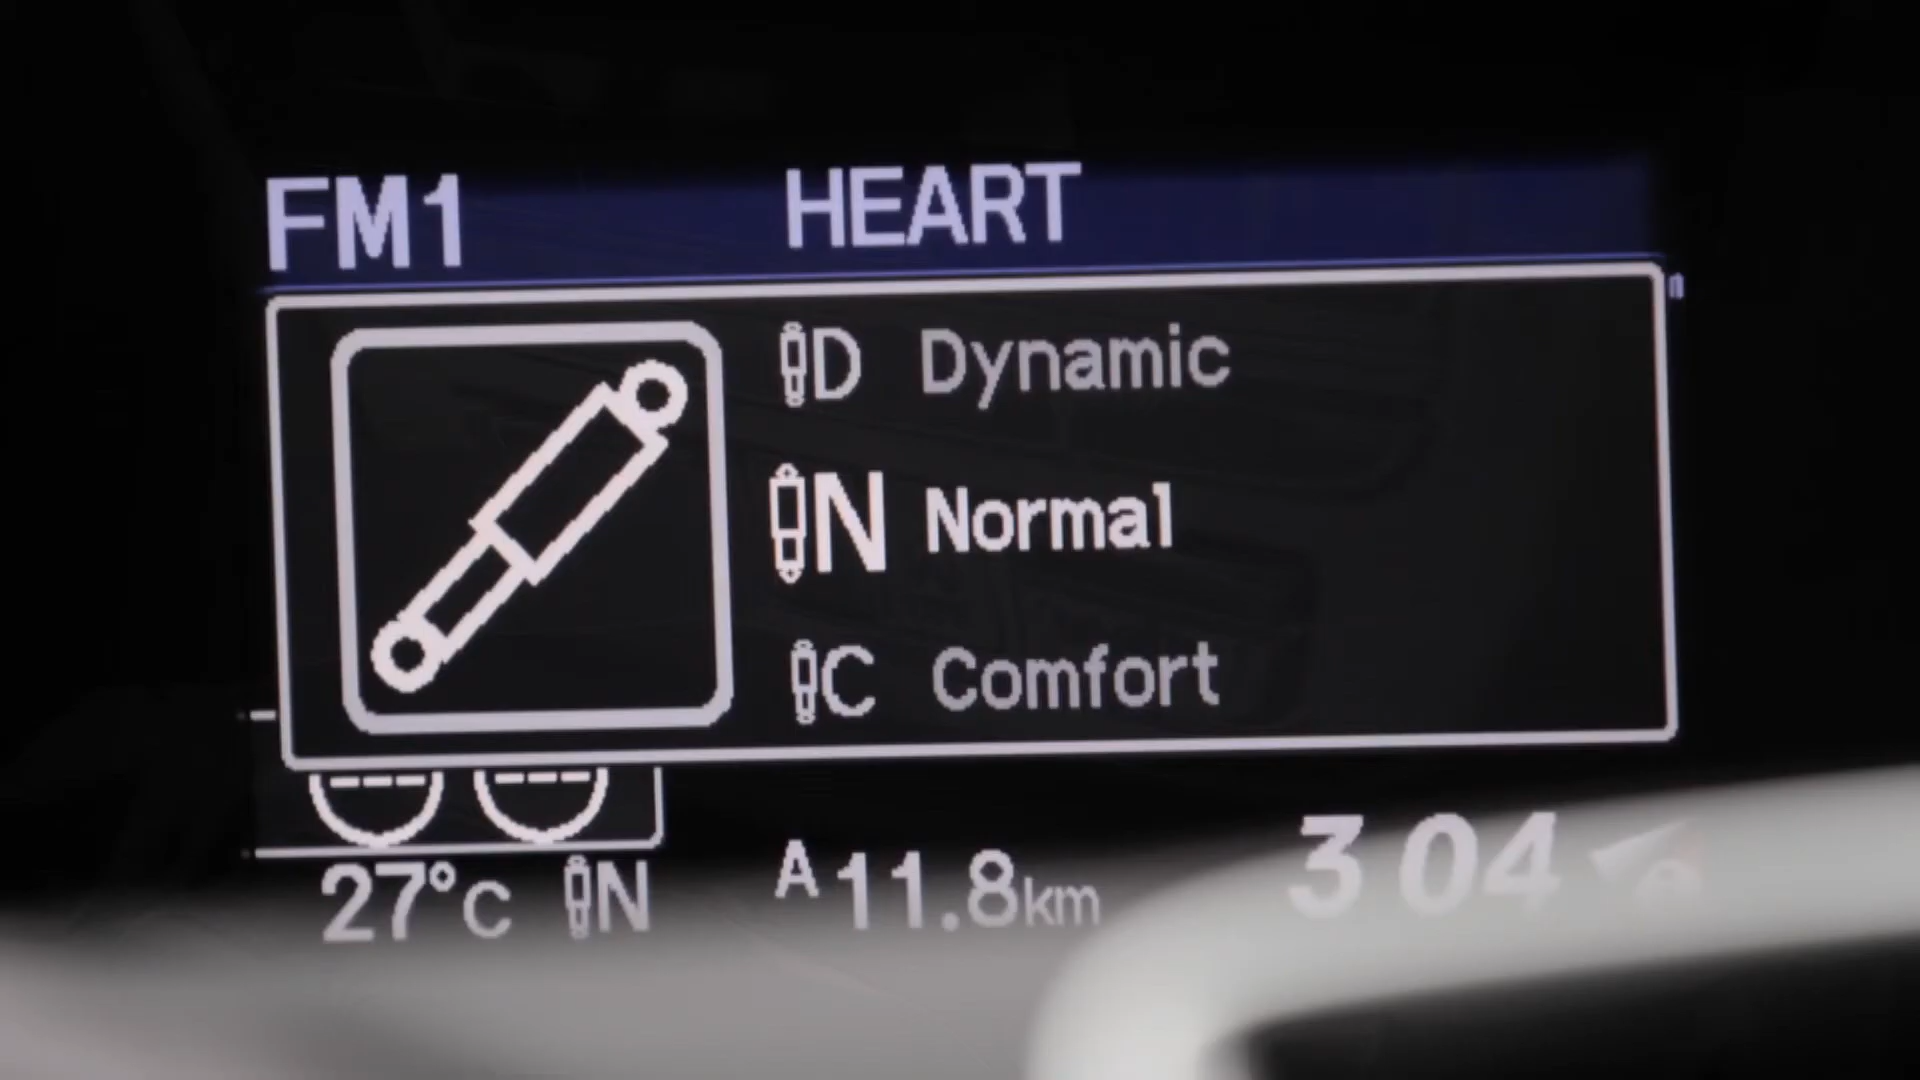 FM1 HEART
D Dynamic
N Normal
C Comfort
27°C N A 11.8km 3 04